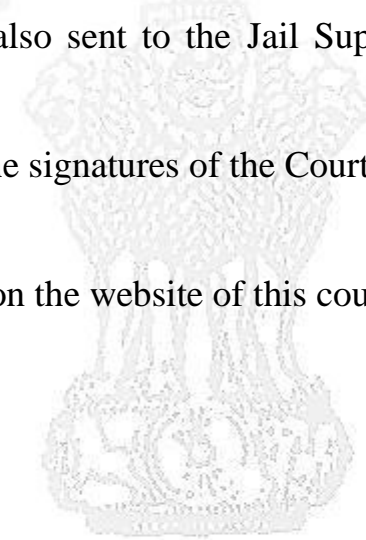 also sent to the Jail Sup
e signatures of the Court
on the website of this cou